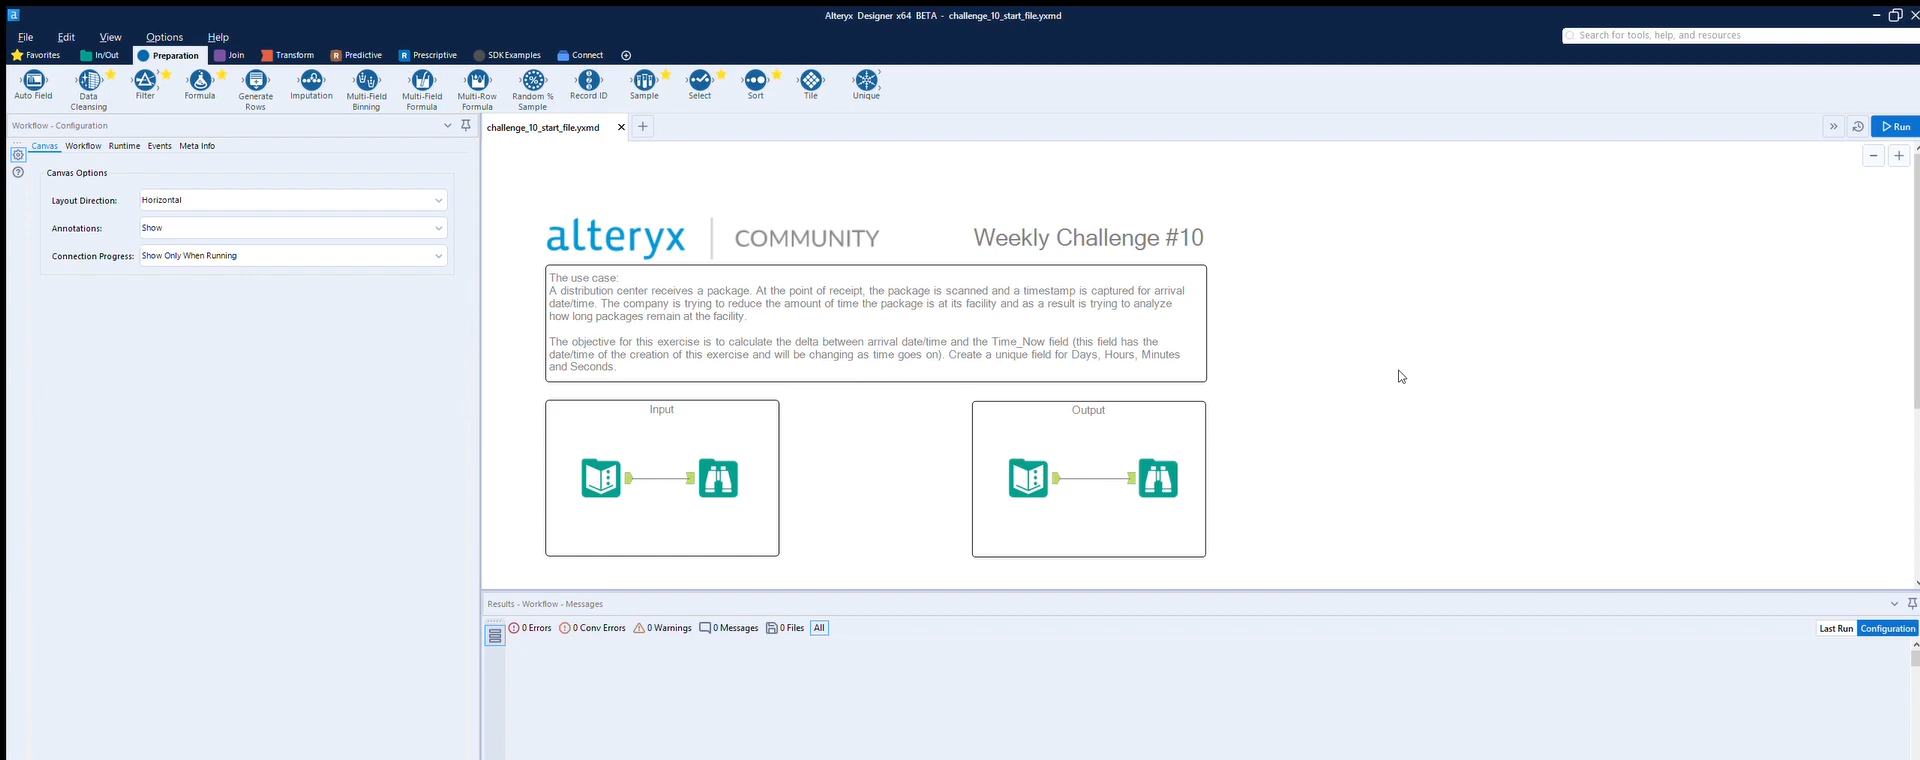 a
Alteryx Designer x64 BETA - challenge_10_start_file.yxmd
File Edit View Options Help
Search for tools, help, and resources
Favorites In/Out Preparation Join Transform R Predictive R Prescriptive SDK Examples Connect
Auto Field
Data Cleansing
Filter
Formula
Generate Rows
Imputation
Multi-Field Binning
Multi-Field Formula
Multi-Row Formula
Random % Sample
Record ID
Sample
Select
Sort
Tile
Unique
Workflow - Configuration
challenge_10_start_file.yxmd
Run
Canvas Workflow Runtime Events Meta Info
Canvas Options
Layout Direction: Horizontal
Annotations: Show
Connection Progress: Show Only When Running
alteryx COMMUNITY Weekly Challenge #10
The use case:
A distribution center receives a package. At the point of receipt, the package is scanned and a timestamp is captured for arrival
date/time. The company is trying to reduce the amount of time the package is at its facility and as a result is trying to analyze
how long packages remain at the facility.
The objective for this exercise is to calculate the delta between arrival date/time and the Time_Now field (this field has the
date/time of the creation of this exercise and will be changing as time goes on). Create a unique field for Days, Hours, Minutes
and Seconds.
Input
Output
Results - Workflow - Messages
0 Errors 0 Conv Errors 0 Warnings 0 Messages 0 Files All
Last Run Configuration